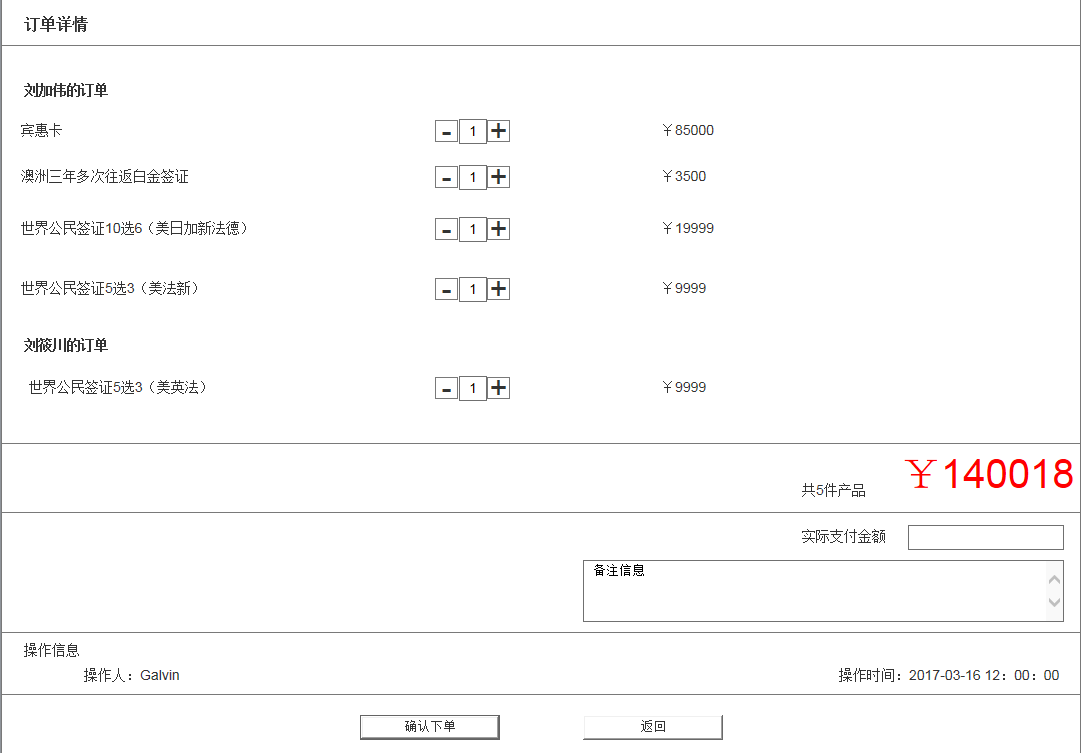 订单详情
刘加伟的订单
宾惠卡 - 1 + ￥85000
澳洲三年多次往返白金签证 - 1 + ￥3500
世界公民签证10选6（美日加新法德） - 1 + ￥19999
世界公民签证5选3（美法新） - 1 + ￥9999
刘筱川的订单
世界公民签证5选3（美英法） - 1 + ￥9999
共5件产品 ￥140018
实际支付金额
备注信息
操作信息
操作人：Galvin 操作时间：2017-03-16 12：00：00
确认下单 返回